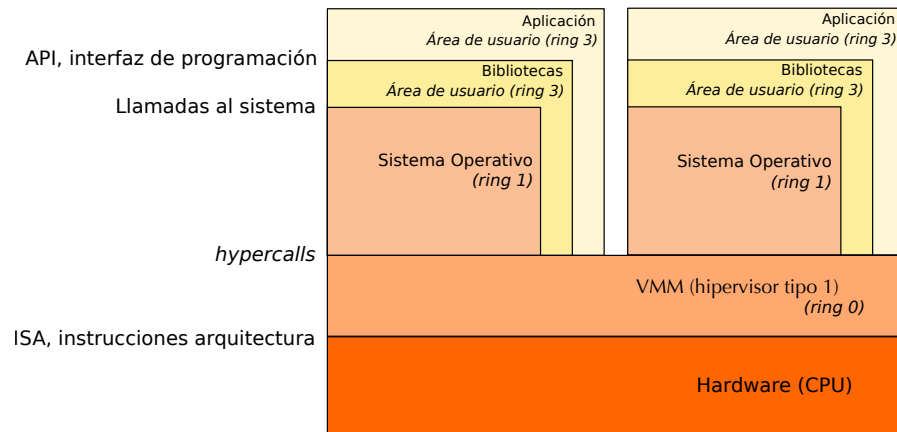 Aplicación
Área de usuario (ring 3)
Aplicación
Área de usuario (ring 3)
API, interfaz de programación
Bibliotecas
Área de usuario (ring 3)
Bibliotecas
Área de usuario (ring 3)
Llamadas al sistema
Sistema Operativo
(ring 1)
Sistema Operativo
(ring 1)
hypercalls
VMM (hipervisor tipo 1)
(ring 0)
ISA, instrucciones arquitectura
Hardware (CPU)